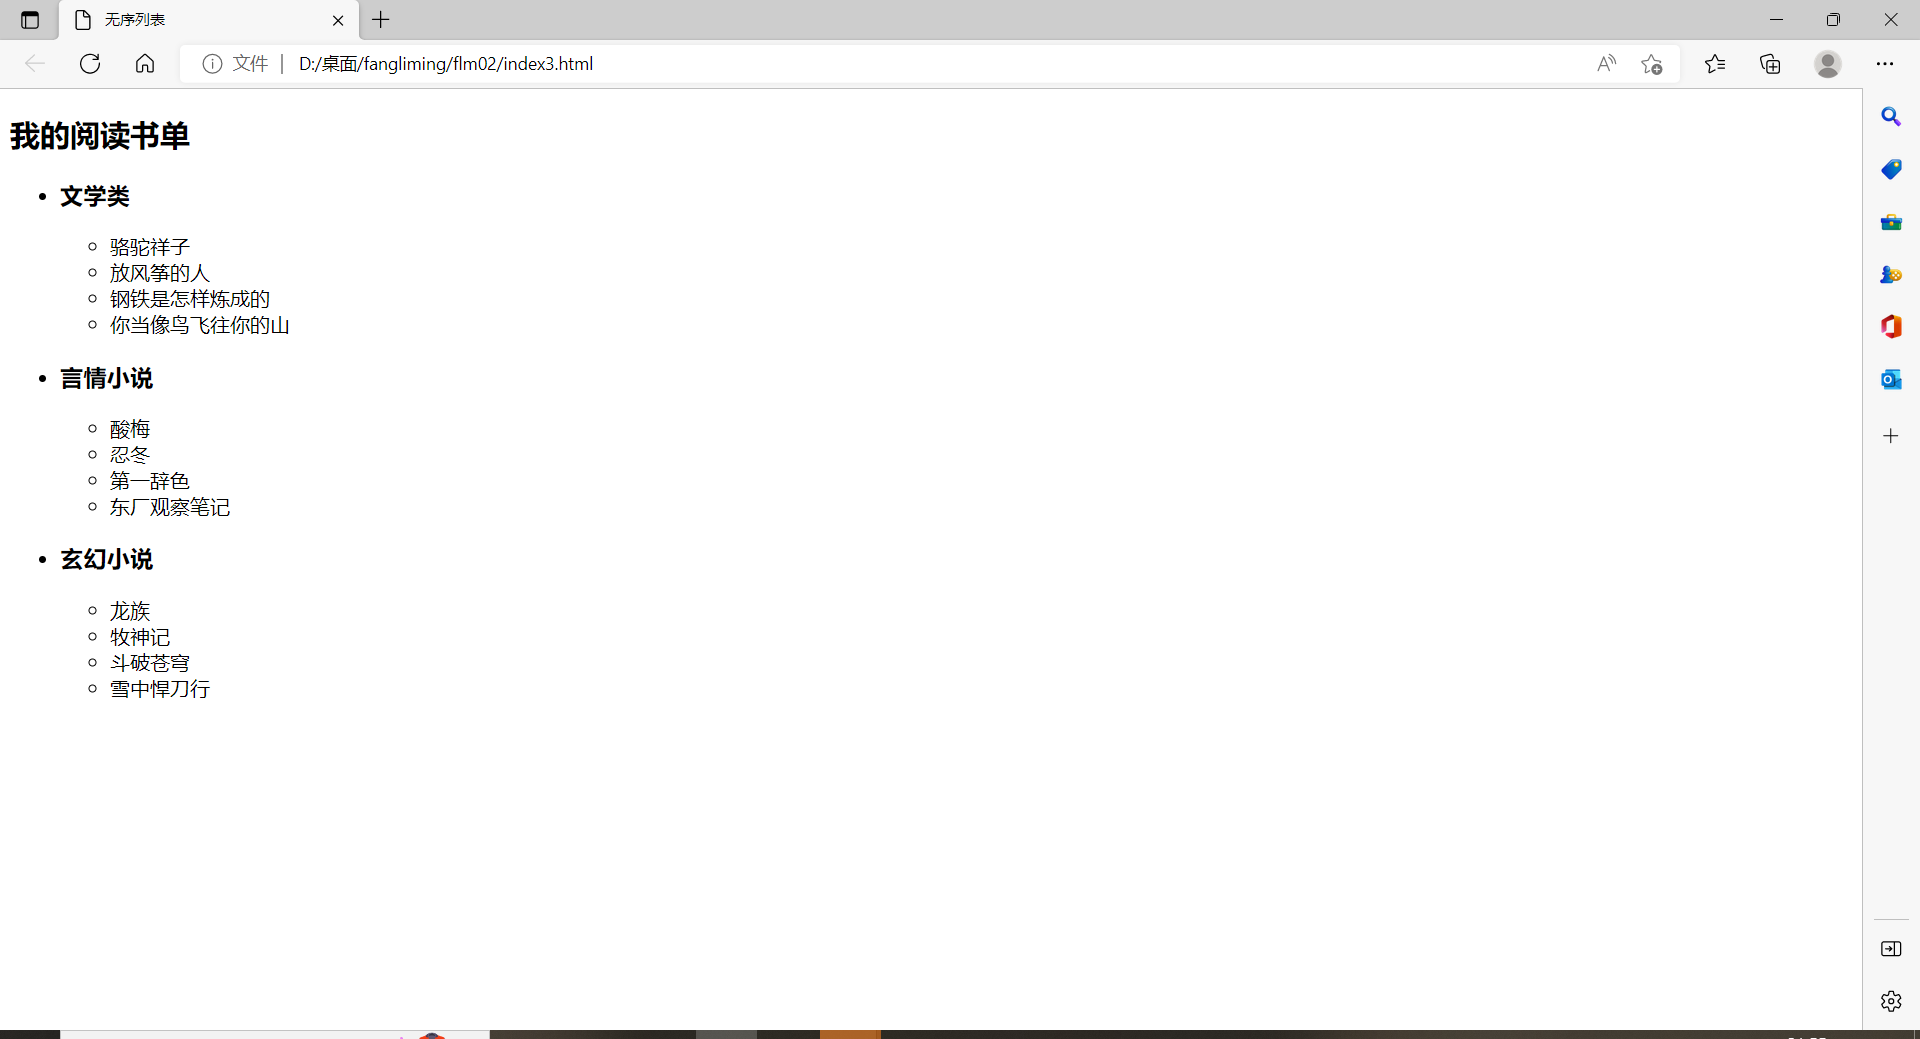 无序列表
文件 D:/桌面/fangliming/flm02/index3.html
我的阅读书单
文学类
骆驼祥子
放风筝的人
钢铁是怎样炼成的
你当像鸟飞往你的山
言情小说
酸梅
忍冬
第一辞色
东厂观察笔记
玄幻小说
龙族
牧神记
斗破苍穹
雪中悍刀行